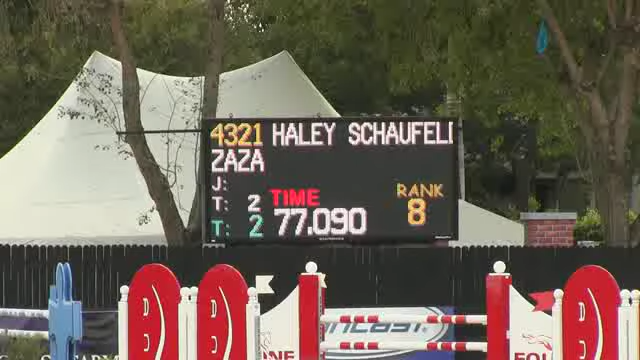 4321 HALEY SCHAUFELI
ZAZA
J:
T: 2 TIME RANK
T: 2 77.090 8